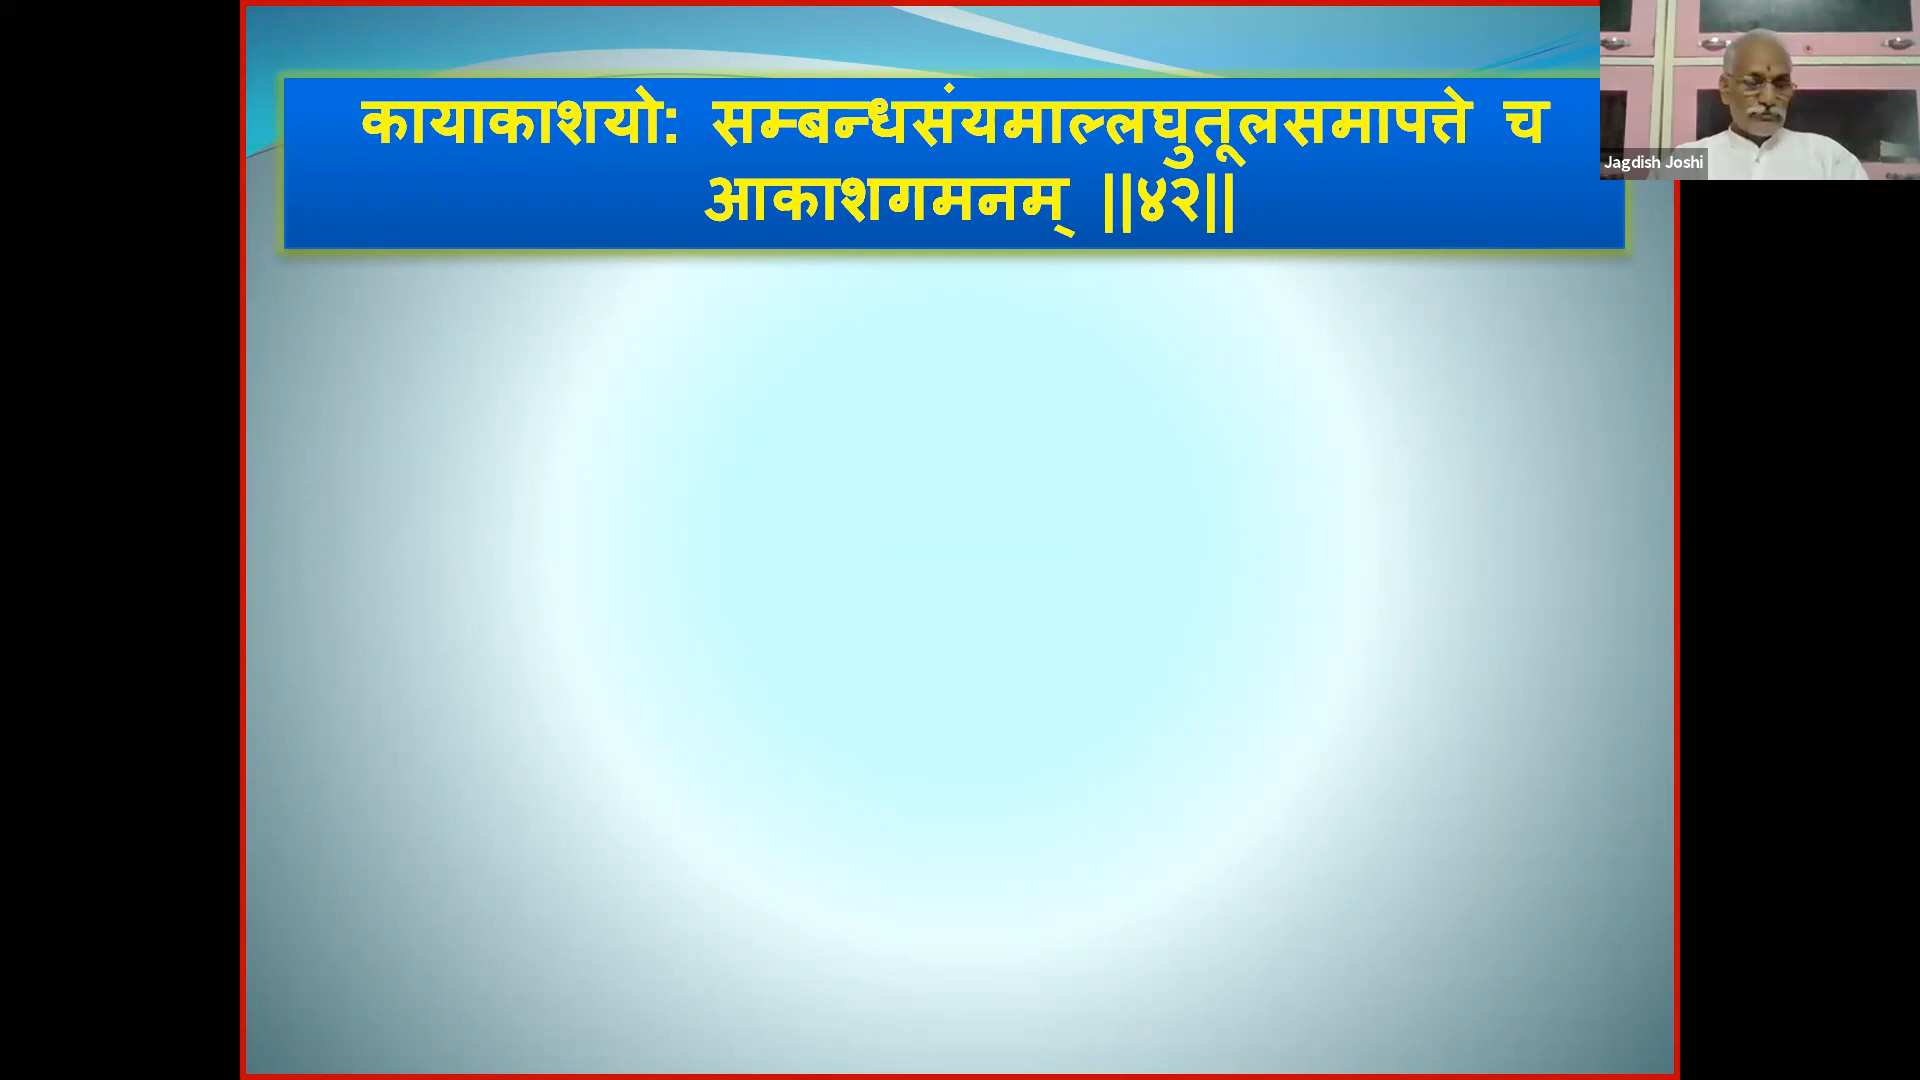 कायाकाशयो: सम्बन्धसंयमाल्लघुतूलसमापत्ते च
आकाशगमनम् ||४२||
Jagdish Joshi